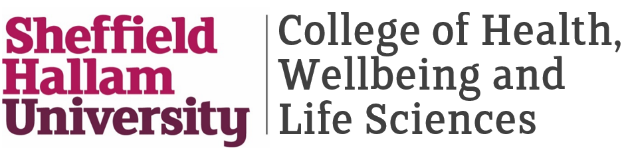 Sheffield
Hallam
University
College of Health,
Wellbeing and
Life Sciences